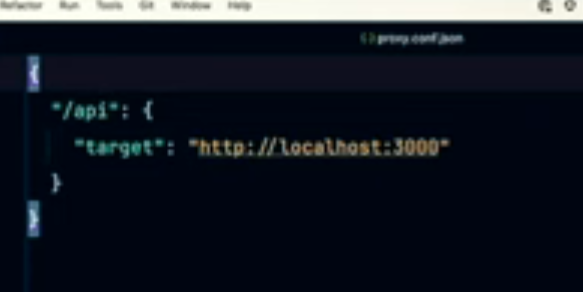 Refactor Run Tools Git Window Help
{} proxy.conf.json
{
"/api": {
"target": "http://localhost:3000"
}
}